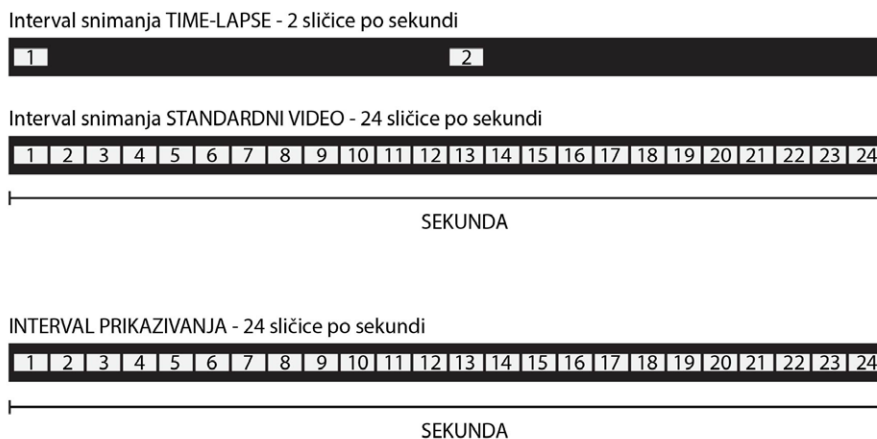 Interval snimanja TIME-LAPSE - 2 sličice po sekundi
1 2
Interval snimanja STANDARDNI VIDEO - 24 sličice po sekundi
1 2 3 4 5 6 7 8 9 10 11 12 13 14 15 16 17 18 19 20 21 22 23 24
SEKUNDA
INTERVAL PRIKAZIVANJA - 24 sličice po sekundi
1 2 3 4 5 6 7 8 9 10 11 12 13 14 15 16 17 18 19 20 21 22 23 24
SEKUNDA